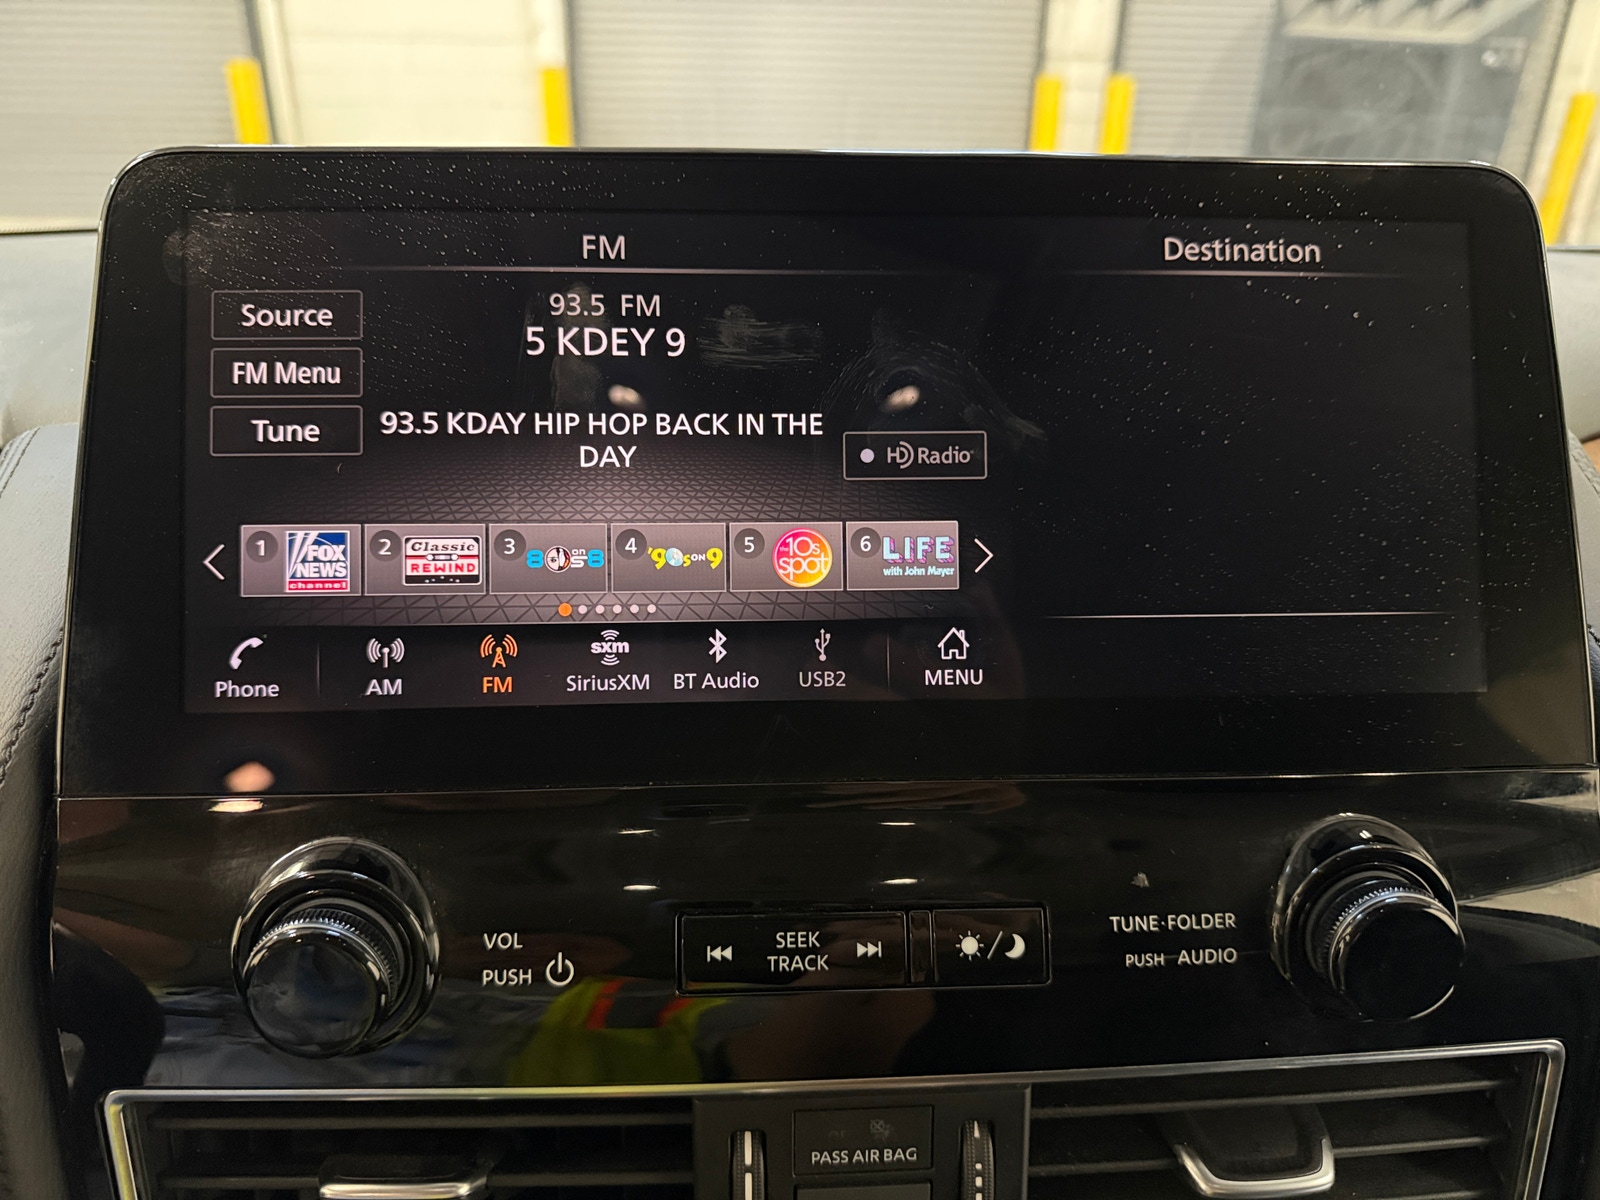 FM
Destination
Source
93.5 FM
5 KDEY 9
FM Menu
Tune
93.5 KDAY HIP HOP BACK IN THE
DAY
HD Radio
1
FOX
NEWS
channel
2
Classic
REWIND
3
80s on 8
4
'90s ON 9
5
the 10s
spot
6
LIFE
with John Mayer
Phone
AM
FM
sxm
SiriusXM
BT Audio
USB2
MENU
VOL
PUSH
SEEK
TRACK
TUNE·FOLDER
PUSH AUDIO
PASS AIR BAG